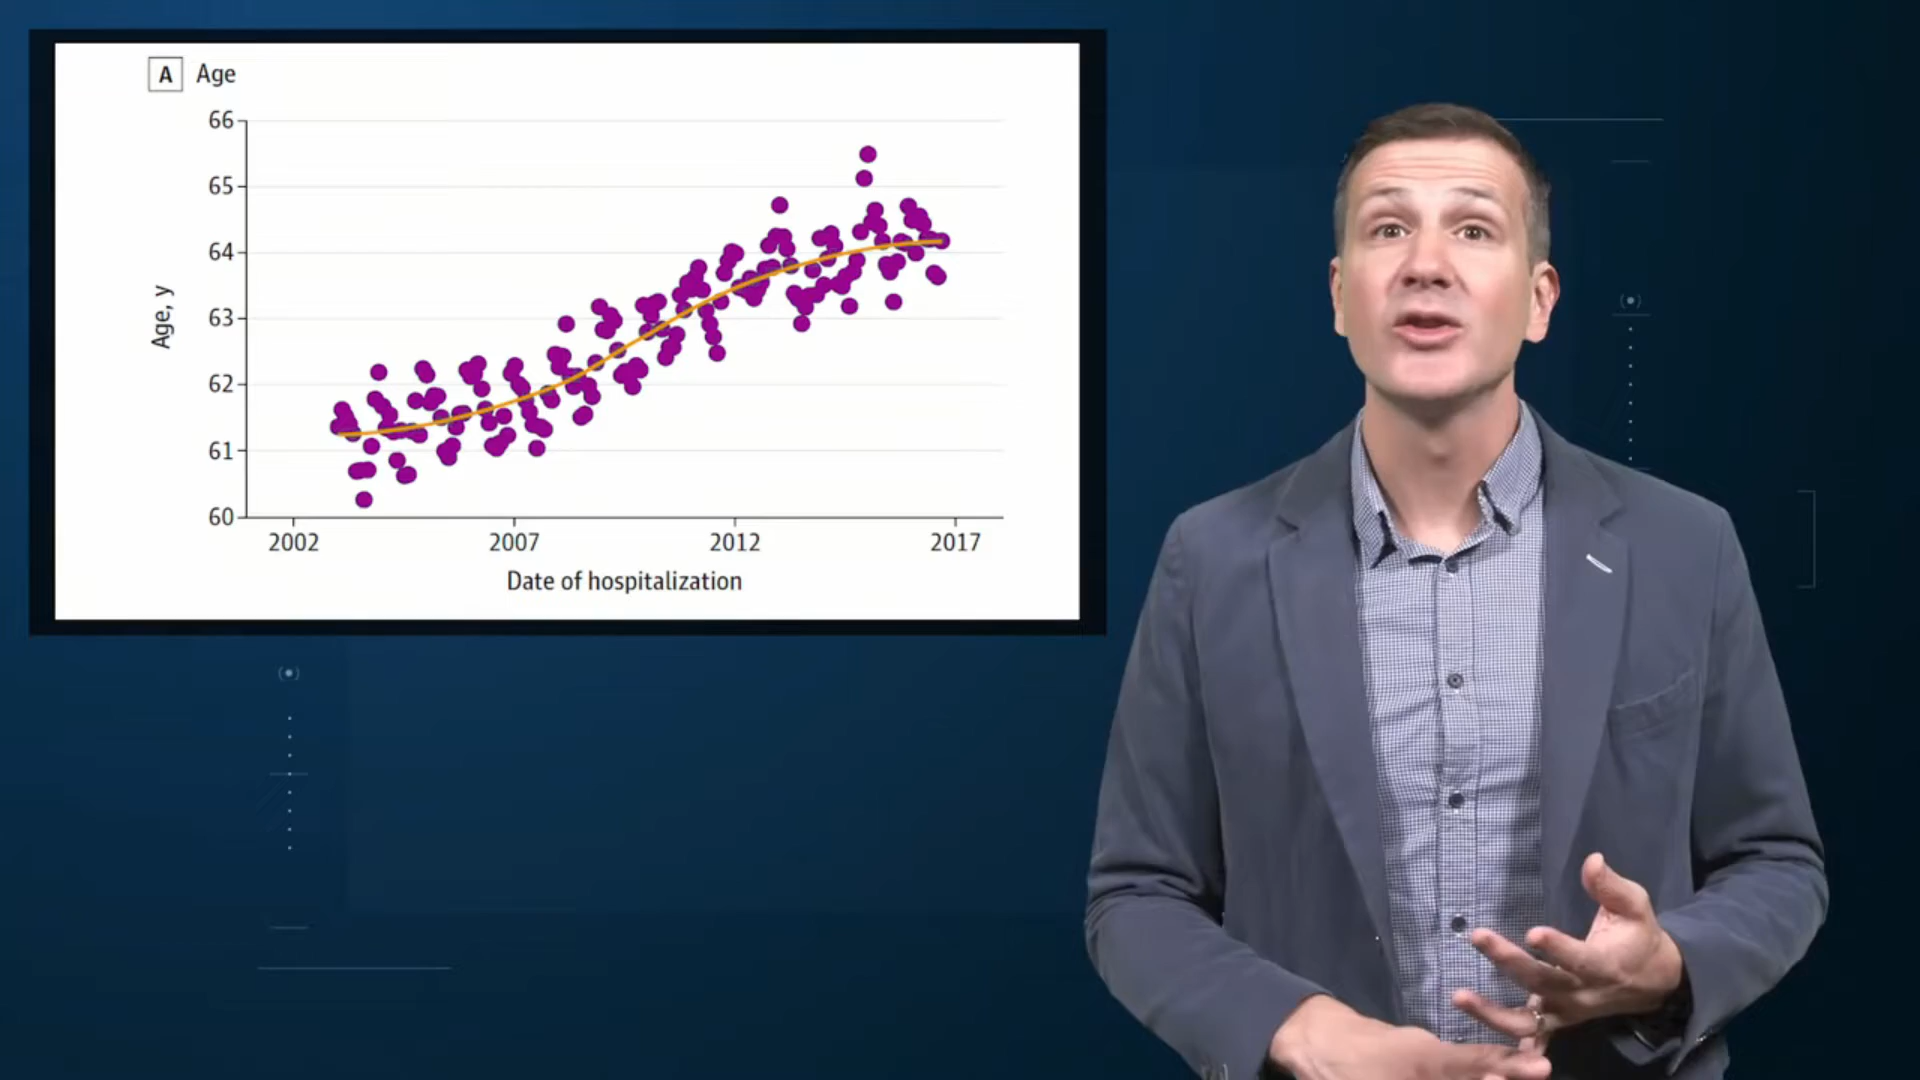 A Age
66
65
64
63
62
61
60
Age, y
2002 2007 2012 2017
Date of hospitalization